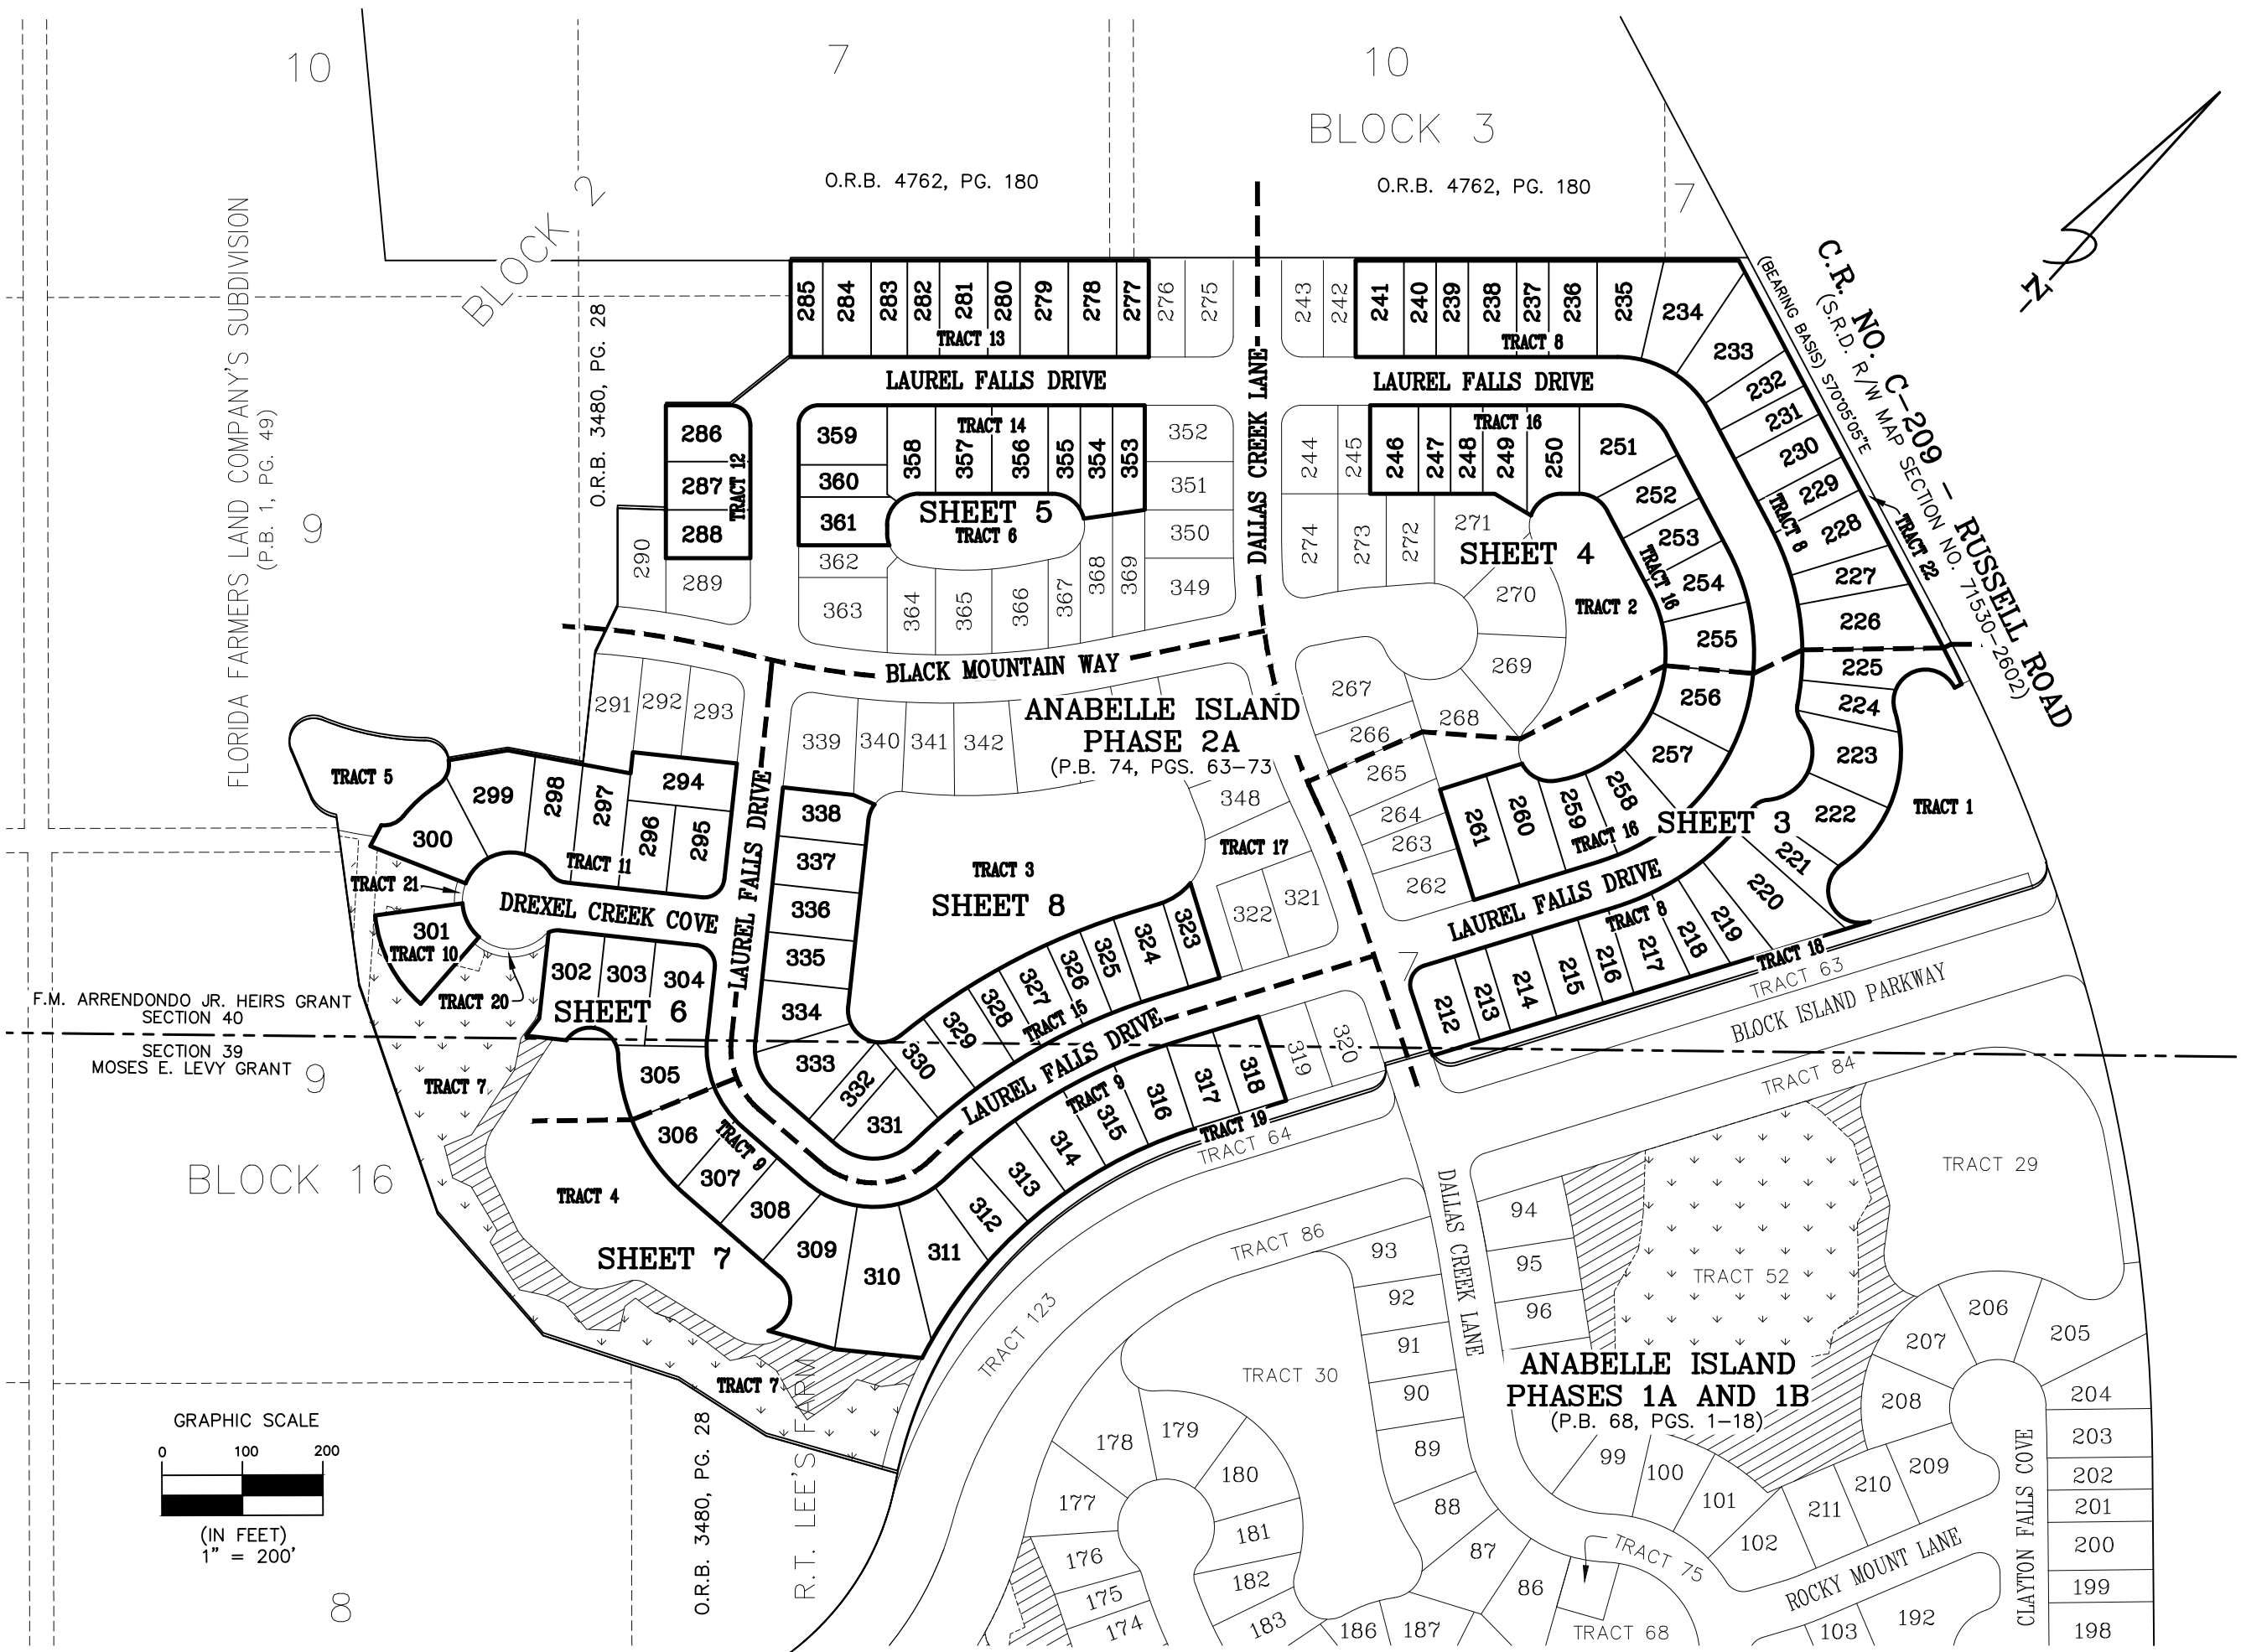 10
7
10
BLOCK 3
BLOCK 2
O.R.B. 4762, PG. 180
O.R.B. 4762, PG. 180
7
N
C.R. NO. C-209 - RUSSELL ROAD
(S.R.D. R/W MAP SECTION NO. 71530-2602)
(BEARING BASIS) S70°05'05"E
TRACT 22
FLORIDA FARMERS LAND COMPANY'S SUBDIVISION
(P.B. 1, PG. 49)
9
O.R.B. 3480, PG. 28
285
284
283
282
281
280
279
278
277
276
275
TRACT 13
243
242
241
240
239
238
237
236
235
234
TRACT 8
233
232
231
230
229
228
227
226
TRACT 8
LAUREL FALLS DRIVE
DALLAS CREEK LANE
LAUREL FALLS DRIVE
286
287
288
TRACT 12
290
289
359
360
361
362
363
358
357
356
355
354
353
TRACT 14
352
351
350
349
SHEET 5
TRACT 6
364
365
366
367
368
369
244
245
246
247
248
249
250
251
TRACT 16
252
253
254
255
TRACT 16
274
273
272
271
SHEET 4
270
269
TRACT 2
BLACK MOUNTAIN WAY
291
292
293
339
340
341
342
ANABELLE ISLAND
PHASE 2A
(P.B. 74, PGS. 63-73
348
TRACT 17
267
266
268
265
264
263
262
225
224
223
222
221
220
219
218
217
216
215
214
213
212
256
257
258
259
260
261
TRACT 16
SHEET 3
TRACT 1
LAUREL FALLS DRIVE
TRACT 8
TRACT 18
TRACT 63
BLOCK ISLAND PARKWAY
TRACT 84
7
TRACT 5
300
299
298
297
294
296
295
TRACT 11
TRACT 21
DREXEL CREEK COVE
LAUREL FALLS DRIVE
301
TRACT 10
TRACT 20
302
303
304
SHEET 6
305
338
337
336
335
334
333
332
331
330
329
328
327
326
325
324
323
322
321
TRACT 3
SHEET 8
TRACT 15
LAUREL FALLS DRIVE
F.M. ARRENDONDO JR. HEIRS GRANT
SECTION 40
SECTION 39
MOSES E. LEVY GRANT
9
TRACT 7
BLOCK 16
TRACT 4
SHEET 7
306
307
308
309
310
311
312
313
314
315
316
317
318
319
320
TRACT 9
TRACT 9
TRACT 19
TRACT 64
TRACT 86
TRACT 123
TRACT 7
R.T. LEE'S FARM
O.R.B. 3480, PG. 28
GRAPHIC SCALE
0 100 200
(IN FEET)
1" = 200'
8
DALLAS CREEK LANE
94
95
96
93
92
91
90
89
88
87
86
TRACT 30
TRACT 52
TRACT 29
ANABELLE ISLAND
PHASES 1A AND 1B
(P.B. 68, PGS. 1-18)
206
207
205
208
204
203
202
201
200
199
198
209
210
211
99
100
101
102
103
192
ROCKY MOUNT LANE
CLAYTON FALLS COVE
TRACT 75
TRACT 68
179
178
180
177
181
176
182
175
183
174
186
187